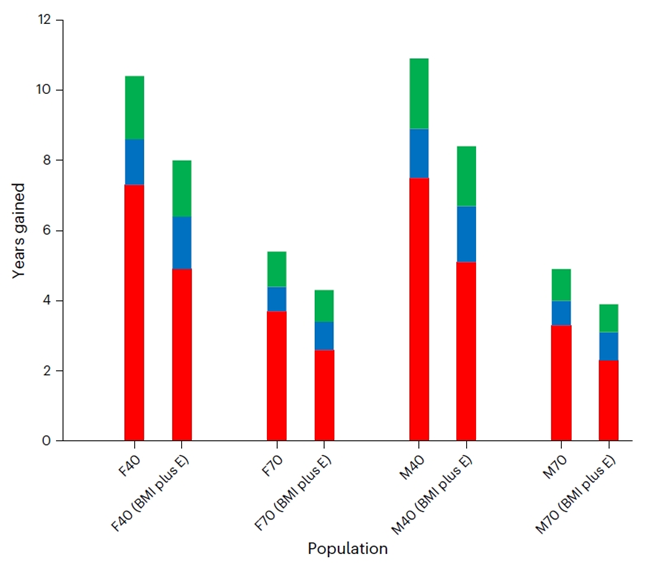 12
10
8
6
4
2
0
Years gained
F40
F40 (BMI plus E)
F70
F70 (BMI plus E)
M40
M40 (BMI plus E)
M70
M70 (BMI plus E)
Population